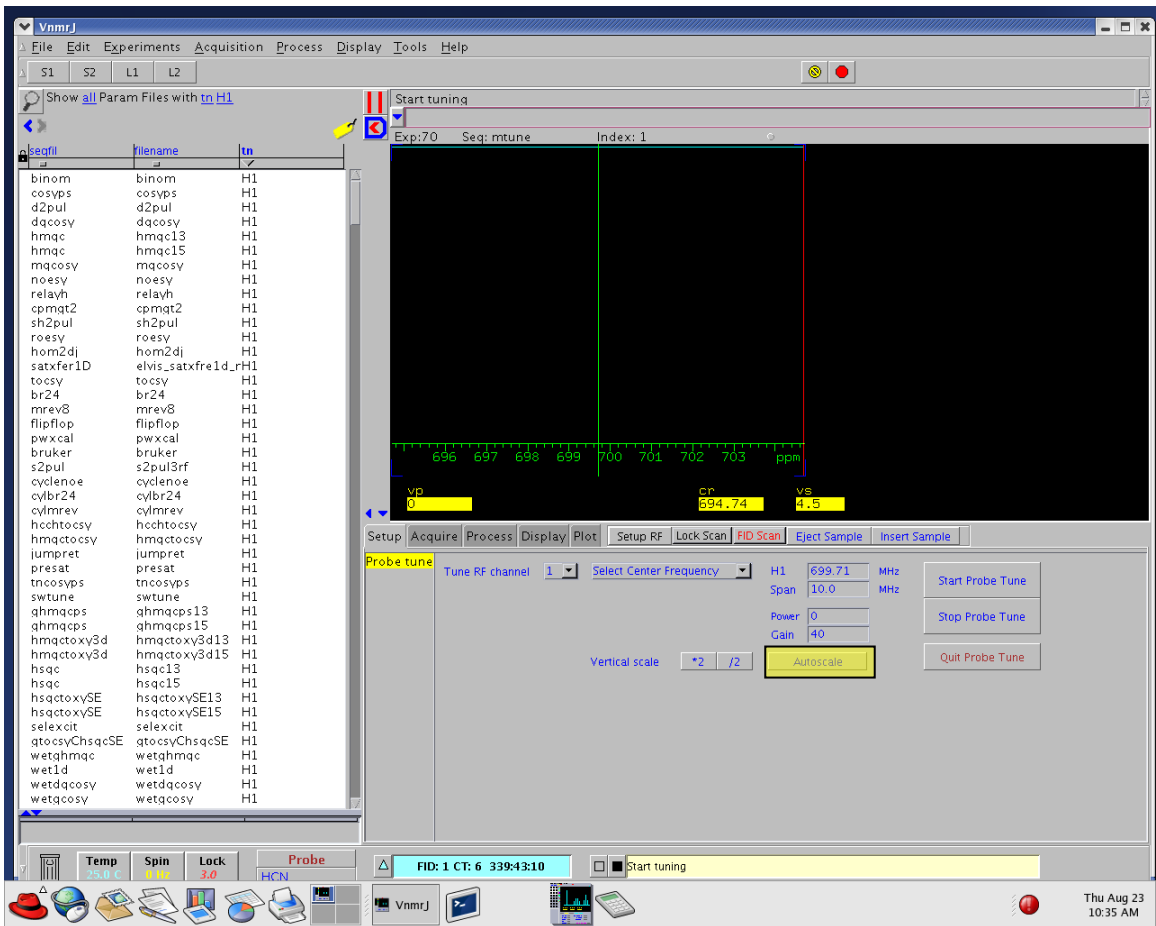 VnmrJ
File Edit Experiments Acquisition Process Display Tools Help
S1 S2 L1 L2
Show all Param Files with tn H1
seqfil filename tn
binom binom H1
cosyps cosyps H1
d2pul d2pul H1
dqcosy dqcosy H1
hmqc hmqc13 H1
hmqc hmqc15 H1
mqcosy mqcosy H1
noesy noesy H1
relayh relayh H1
cpmgt2 cpmgt2 H1
sh2pul sh2pul H1
roesy roesy H1
hom2dj hom2dj H1
satxfer1D elvis_satxfre1d_rH1
tocsy tocsy H1
br24 br24 H1
mrev8 mrev8 H1
flipflop flipflop H1
pwxcal pwxcal H1
bruker bruker H1
s2pul s2pul3rf H1
cyclenoe cyclenoe H1
cylbr24 cylbr24 H1
cylmrev cylmrev H1
hcchtocsy hcchtocsy H1
hmqctocsy hmqctocsy H1
jumpret jumpret H1
presat presat H1
tncosyps tncosyps H1
swtune swtune H1
ghmqcps ghmqcps13 H1
ghmqcps ghmqcps15 H1
hmqctoxy3d hmqctoxy3d13 H1
hmqctoxy3d hmqctoxy3d15 H1
hsqc hsqc13 H1
hsqc hsqc15 H1
hsqctoxySE hsqctoxySE13 H1
hsqctoxySE hsqctoxySE15 H1
selexcit selexcit H1
gtocsyChsqcSE gtocsyChsqcSE H1
wetghmqc wetghmqc H1
wet1d wet1d H1
wetdqcosy wetdqcosy H1
wetgcosy wetgcosy H1
Start tuning
Exp:70 Seq: mtune Index: 1
696 697 698 699 700 701 702 703 ppm
vp cr vs
0 694.74 4.5
Setup Acquire Process Display Plot Setup RF Lock Scan FID Scan Eject Sample Insert Sample
Probe tune
Tune RF channel 1 Select Center Frequency H1 699.71 MHz Start Probe Tune
Span 10.0 MHz
Power 0 Stop Probe Tune
Gain 40
Vertical scale *2 /2 Autoscale Quit Probe Tune
Temp Spin Lock Probe
25.0 C 0 Hz 3.0 HCN
FID: 1 CT: 6 339:43:10 Start tuning
VnmrJ
Thu Aug 23
10:35 AM